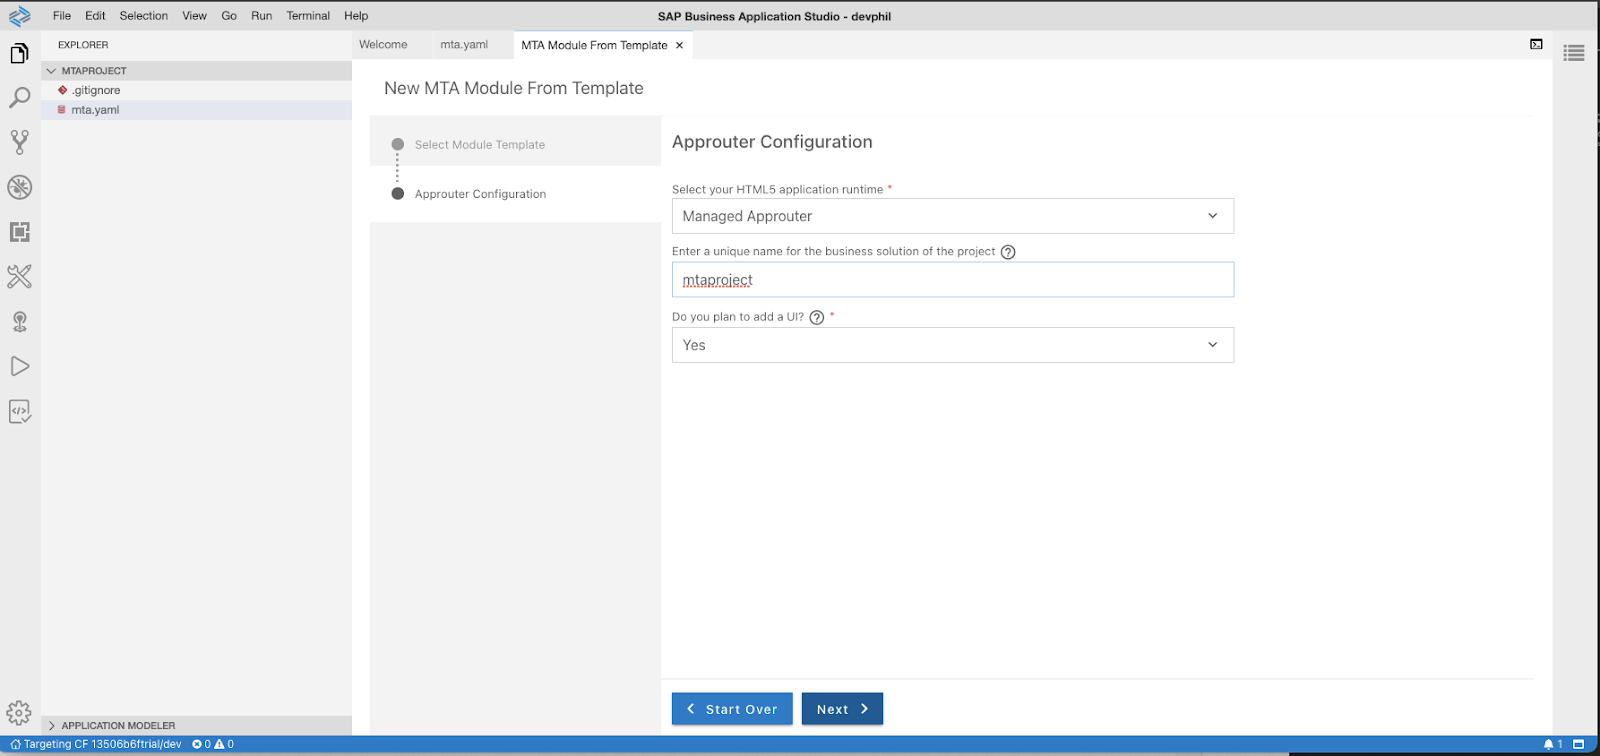 File Edit Selection View Go Run Terminal Help
SAP Business Application Studio - devphil
EXPLORER
MTAPROJECT
.gitignore
mta.yaml
APPLICATION MODELER
Welcome mta.yaml MTA Module From Template
New MTA Module From Template
Select Module Template
Approuter Configuration
Approuter Configuration
Select your HTML5 application runtime *
Managed Approuter
Enter a unique name for the business solution of the project
mtaproject
Do you plan to add a UI? *
Yes
Start Over Next
Targeting CF 13506b6ftrial/dev 0 0 1